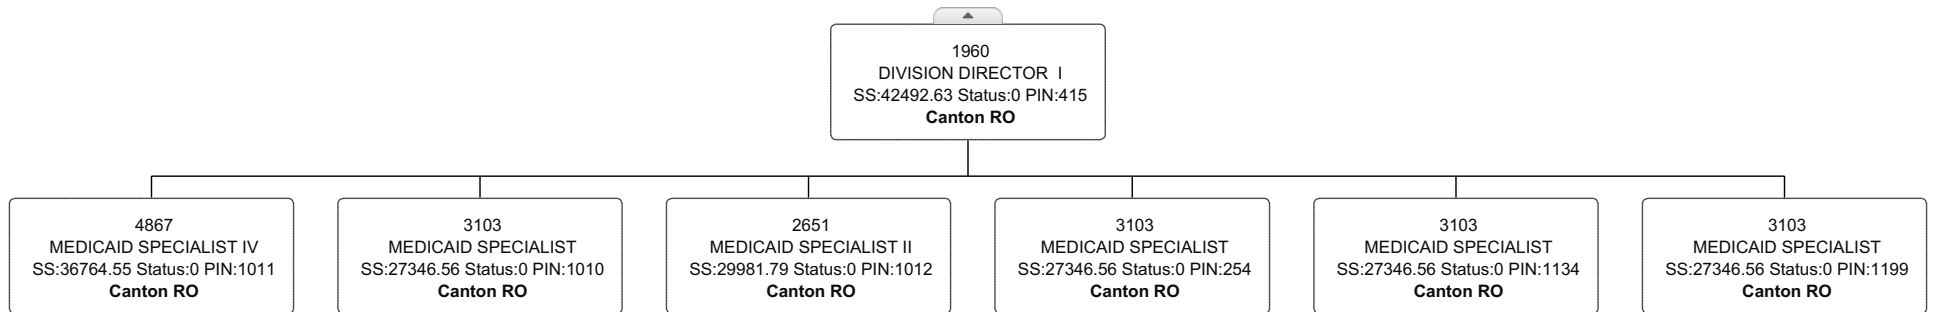 1960
DIVISION DIRECTOR I
SS:42492.63 Status:0 PIN:415
Canton RO
4867
MEDICAID SPECIALIST IV
SS:36764.55 Status:0 PIN:1011
Canton RO
3103
MEDICAID SPECIALIST
SS:27346.56 Status:0 PIN:1010
Canton RO
2651
MEDICAID SPECIALIST II
SS:29981.79 Status:0 PIN:1012
Canton RO
3103
MEDICAID SPECIALIST
SS:27346.56 Status:0 PIN:254
Canton RO
3103
MEDICAID SPECIALIST
SS:27346.56 Status:0 PIN:1134
Canton RO
3103
MEDICAID SPECIALIST
SS:27346.56 Status:0 PIN:1199
Canton RO